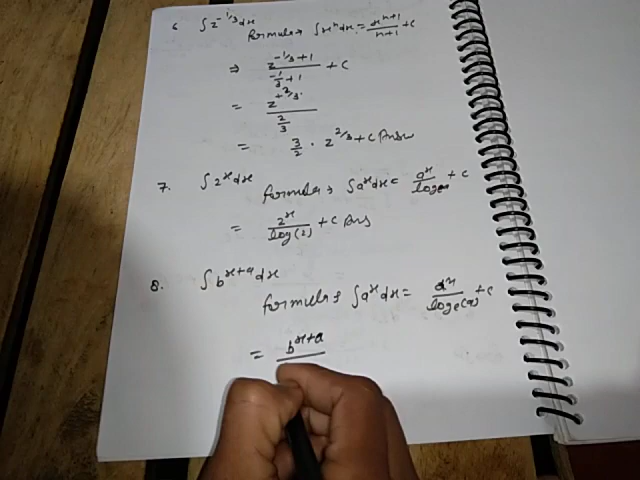 6. ∫ z^-1/3 dx
formula → ∫x^n dx = x^n+1/n+1 + c
⇒ z^-1/3+1 / -1/3+1 + c
= z^+2/3 / 2/3
= 3/2 · z^2/3 + c Answ
7. ∫ 2^x dx formula → ∫a^x dx = a^x/logea + c
= 2^x/log(2) + c Ans
8. ∫ b^x+a dx
formula → ∫a^x dx = a^x/loge(a) + c
= b^x+a